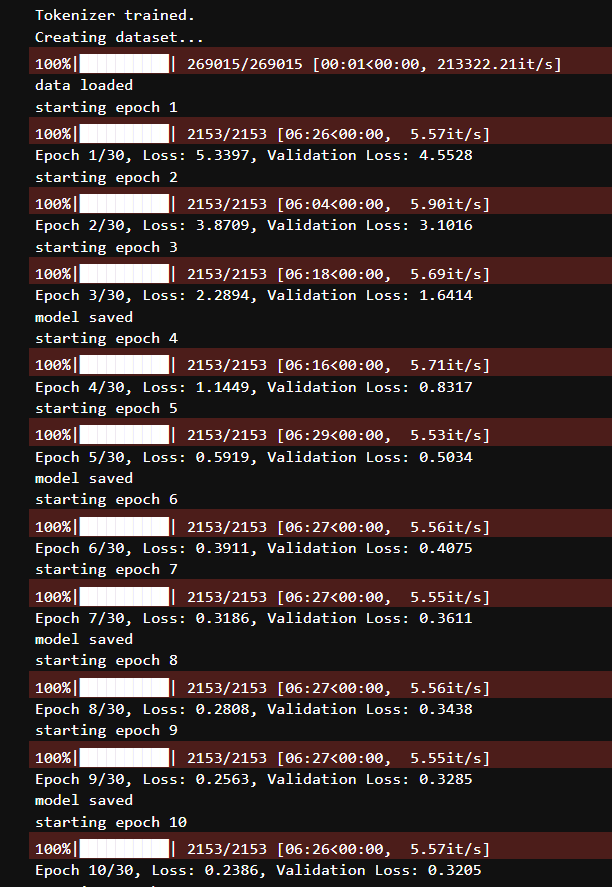 Tokenizer trained.
Creating dataset...
100%|██████████| 269015/269015 [00:01<00:00, 213322.21it/s]
data loaded
starting epoch 1
100%|██████████| 2153/2153 [06:26<00:00,  5.57it/s]
Epoch 1/30, Loss: 5.3397, Validation Loss: 4.5528
starting epoch 2
100%|██████████| 2153/2153 [06:04<00:00,  5.90it/s]
Epoch 2/30, Loss: 3.8709, Validation Loss: 3.1016
starting epoch 3
100%|██████████| 2153/2153 [06:18<00:00,  5.69it/s]
Epoch 3/30, Loss: 2.2894, Validation Loss: 1.6414
model saved
starting epoch 4
100%|██████████| 2153/2153 [06:16<00:00,  5.71it/s]
Epoch 4/30, Loss: 1.1449, Validation Loss: 0.8317
starting epoch 5
100%|██████████| 2153/2153 [06:29<00:00,  5.53it/s]
Epoch 5/30, Loss: 0.5919, Validation Loss: 0.5034
model saved
starting epoch 6
100%|██████████| 2153/2153 [06:27<00:00,  5.56it/s]
Epoch 6/30, Loss: 0.3911, Validation Loss: 0.4075
starting epoch 7
100%|██████████| 2153/2153 [06:27<00:00,  5.55it/s]
Epoch 7/30, Loss: 0.3186, Validation Loss: 0.3611
model saved
starting epoch 8
100%|██████████| 2153/2153 [06:27<00:00,  5.56it/s]
Epoch 8/30, Loss: 0.2808, Validation Loss: 0.3438
starting epoch 9
100%|██████████| 2153/2153 [06:27<00:00,  5.55it/s]
Epoch 9/30, Loss: 0.2563, Validation Loss: 0.3285
model saved
starting epoch 10
100%|██████████| 2153/2153 [06:26<00:00,  5.57it/s]
Epoch 10/30, Loss: 0.2386, Validation Loss: 0.3205